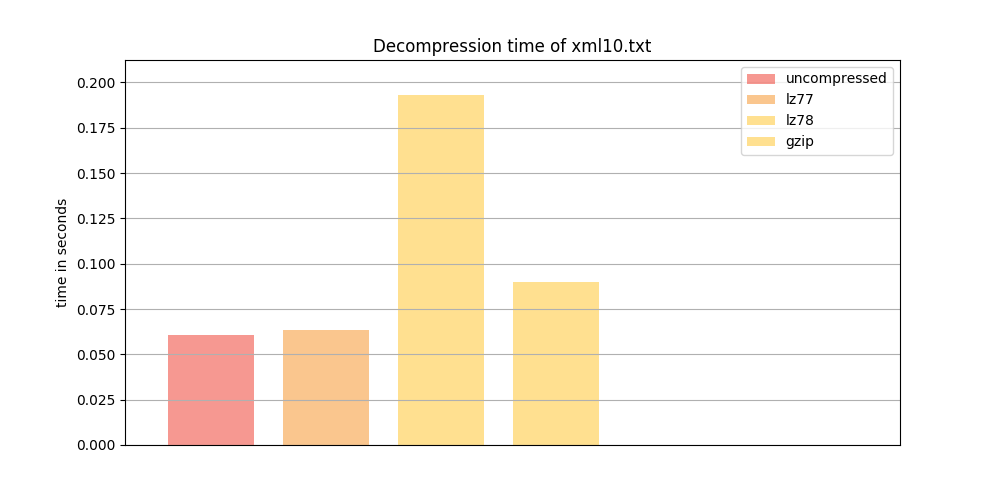 Decompression time of xml10.txt
uncompressed
lz77
lz78
gzip
time in seconds
0.200
0.175
0.150
0.125
0.100
0.075
0.050
0.025
0.000